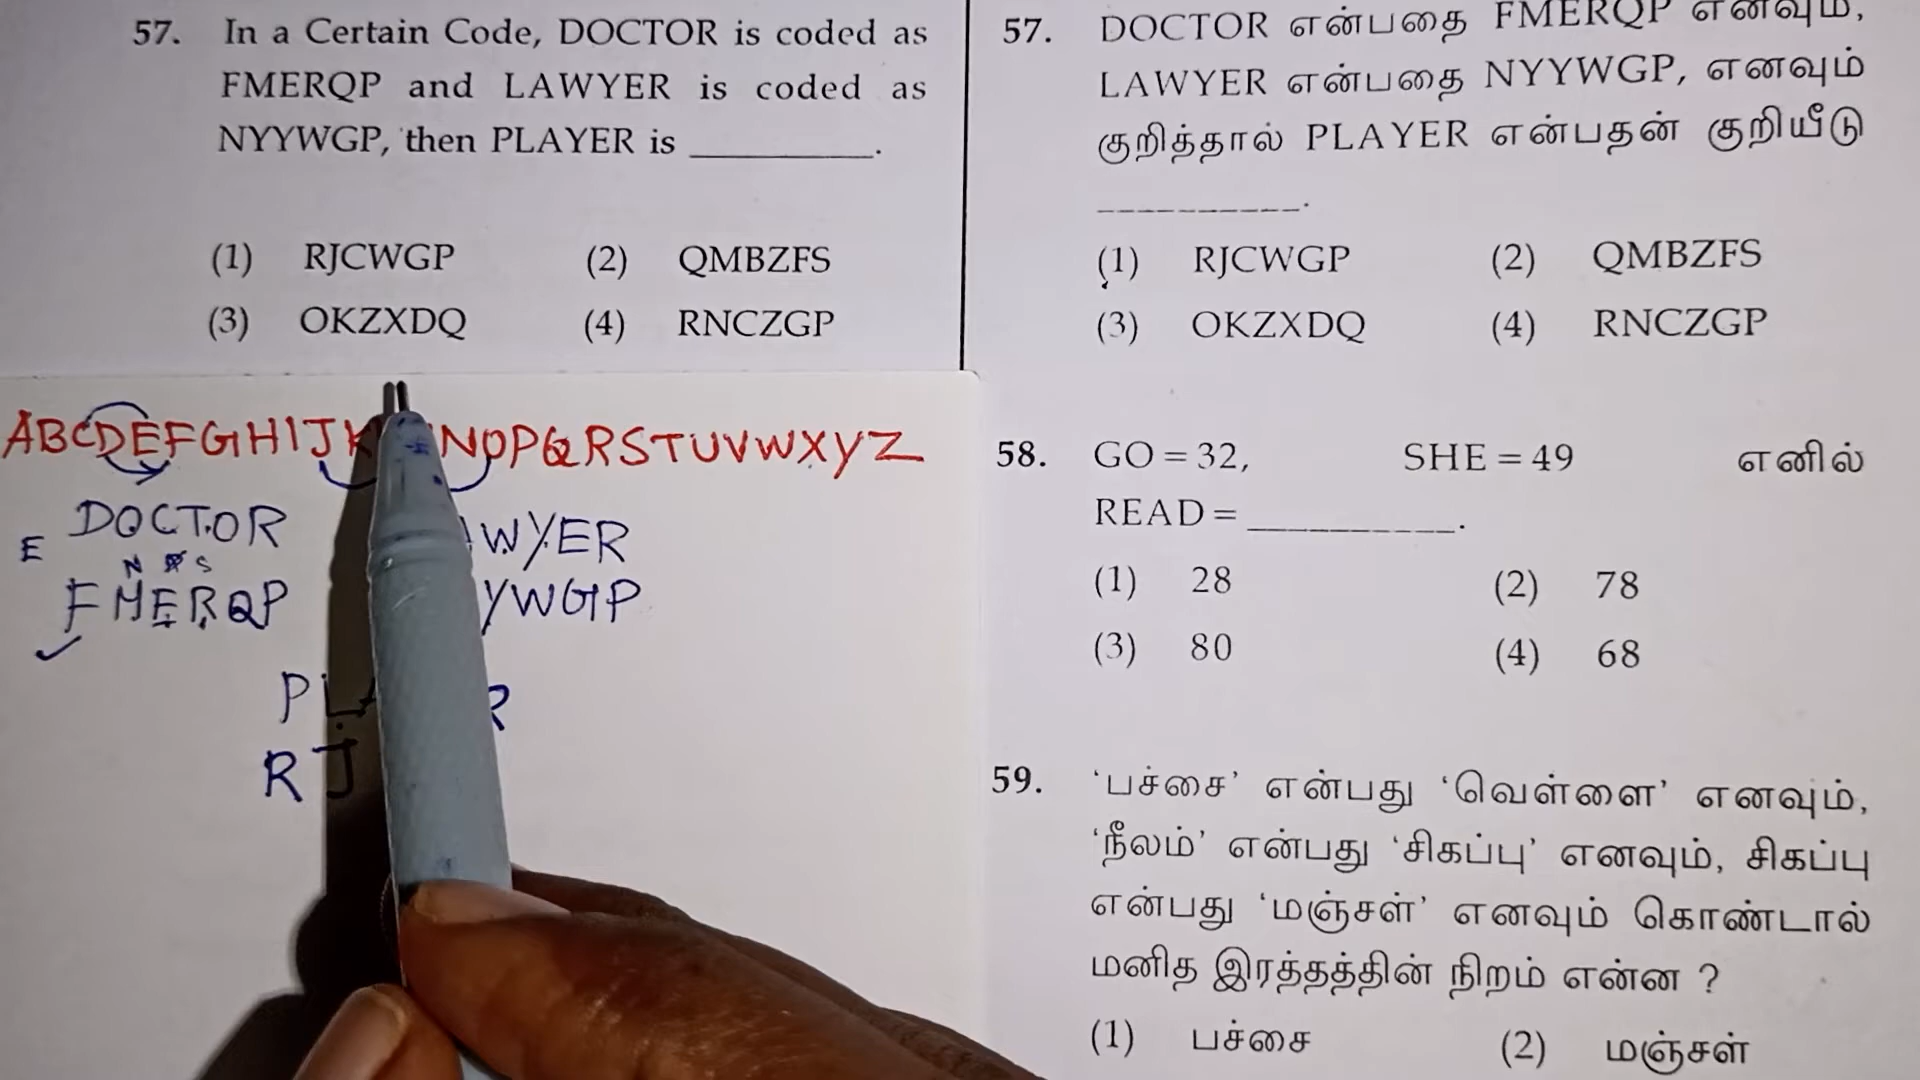 57. In a Certain Code, DOCTOR is coded as
FMERQP and LAWYER is coded as
NYYWGP, then PLAYER is __________.
(1) RJCWGP (2) QMBZFS
(3) OKZXDQ (4) RNCZGP
ABCDEFGHIJK NOPQRSTUVWXYZ
DOCTOR WYER
E N S
FMERQP YWGP
PLA R
RJ
57. DOCTOR என்பதை FMERQP எனவும்,
LAWYER என்பதை NYYWGP, எனவும்
குறித்தால் PLAYER என்பதன் குறியீடு
__________.
(1) RJCWGP (2) QMBZFS
(3) OKZXDQ (4) RNCZGP
58. GO = 32, SHE = 49 எனில்
READ = __________.
(1) 28 (2) 78
(3) 80 (4) 68
59. ‘பச்சை’ என்பது ‘வெள்ளை’ எனவும்,
‘நீலம்’ என்பது ‘சிகப்பு’ எனவும், சிகப்பு
என்பது ‘மஞ்சள்’ எனவும் கொண்டால்
மனித இரத்தத்தின் நிறம் என்ன ?
(1) பச்சை (2) மஞ்சள்